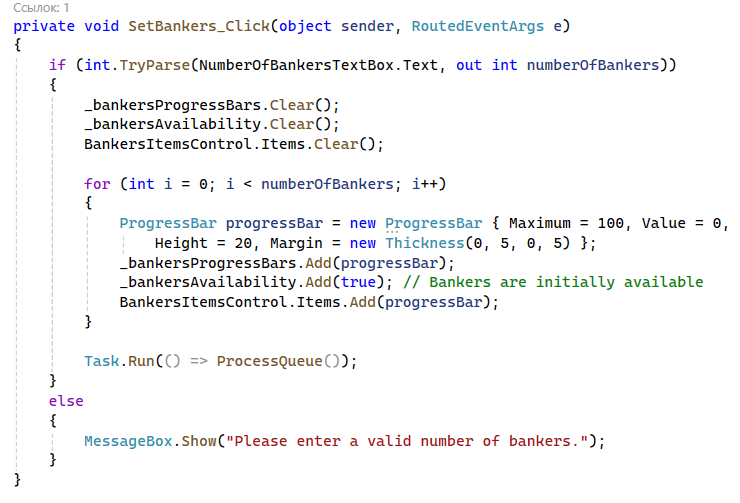 Ссылок: 1
private void SetBankers_Click(object sender, RoutedEventArgs e)
{
    if (int.TryParse(NumberOfBankersTextBox.Text, out int numberOfBankers))
    {
        _bankersProgressBars.Clear();
        _bankersAvailability.Clear();
        BankersItemsControl.Items.Clear();

        for (int i = 0; i < numberOfBankers; i++)
        {
            ProgressBar progressBar = new ProgressBar { Maximum = 100, Value = 0,
                Height = 20, Margin = new Thickness(0, 5, 0, 5) };
            _bankersProgressBars.Add(progressBar);
            _bankersAvailability.Add(true); // Bankers are initially available
            BankersItemsControl.Items.Add(progressBar);
        }

        Task.Run(() => ProcessQueue());
    }
    else
    {
        MessageBox.Show("Please enter a valid number of bankers.");
    }
}